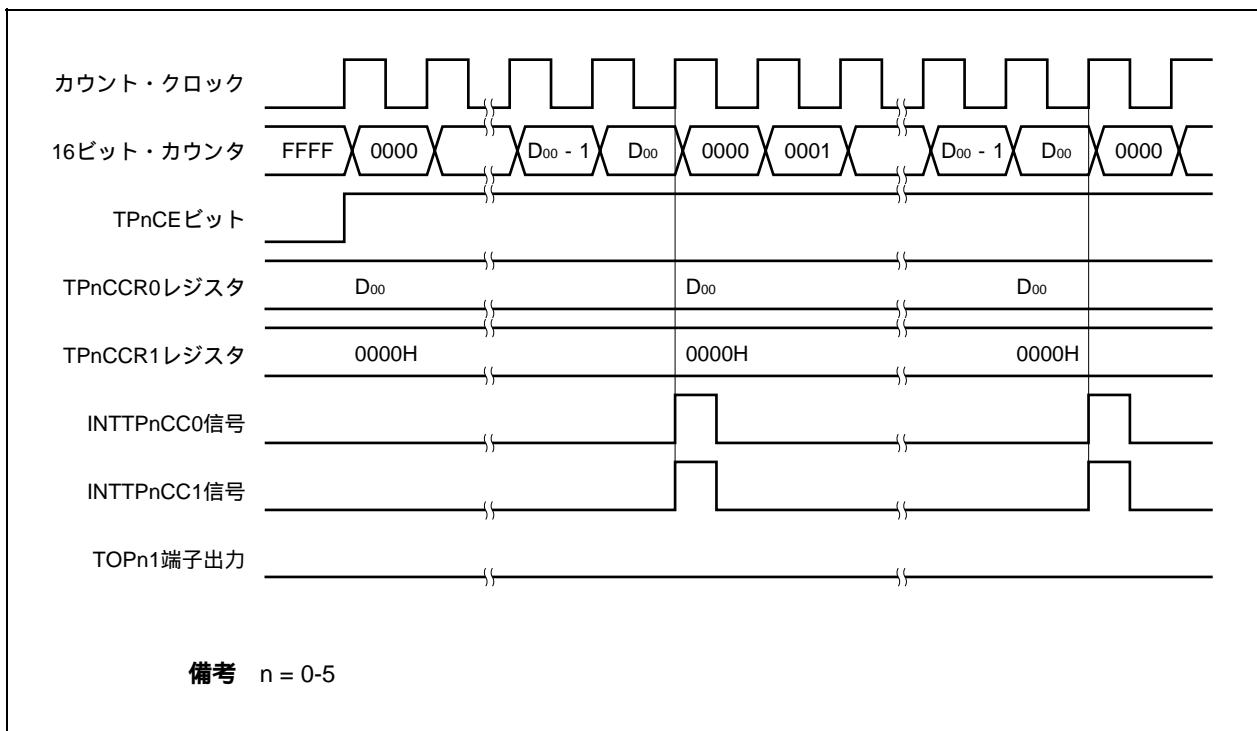 カウント・クロック
16ビット・カウンタ FFFF 0000 D00 - 1 D00 0000 0001 D00 - 1 D00 0000
TPnCEビット
TPnCCR0レジスタ D00 D00 D00
TPnCCR1レジスタ 0000H 0000H 0000H
INTTPnCC0信号
INTTPnCC1信号
TOPn1端子出力
備考 n = 0-5